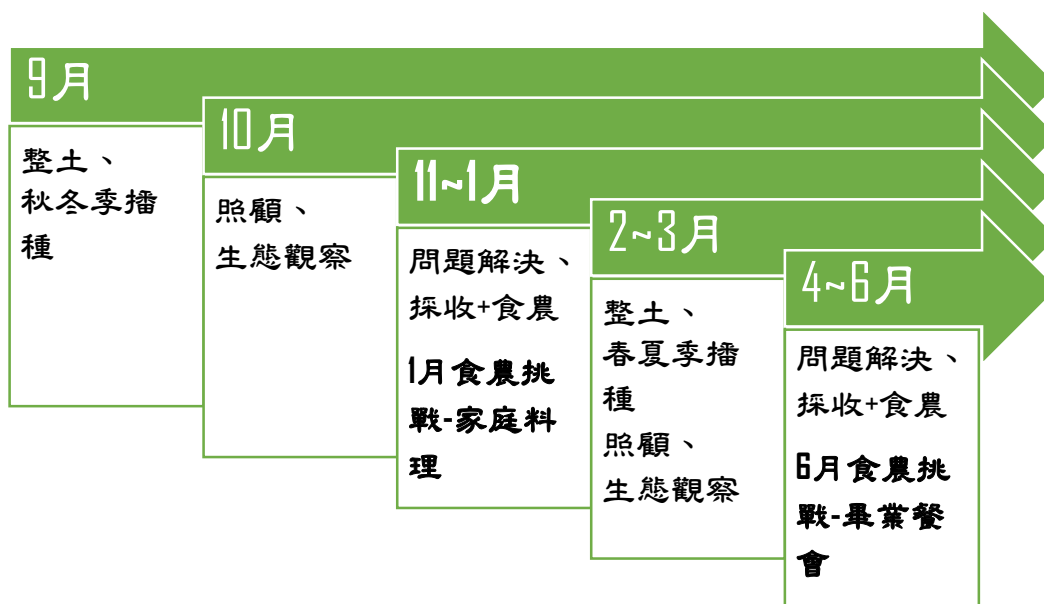 9月
整土、
秋冬季播
種
10月
照顧、
生態觀察
11~1月
問題解決、
採收+食農
1月食農挑
戰-家庭料
理
2~3月
整土、
春夏季播
種
照顧、
生態觀察
4~6月
問題解決、
採收+食農
6月食農挑
戰-畢業餐
會